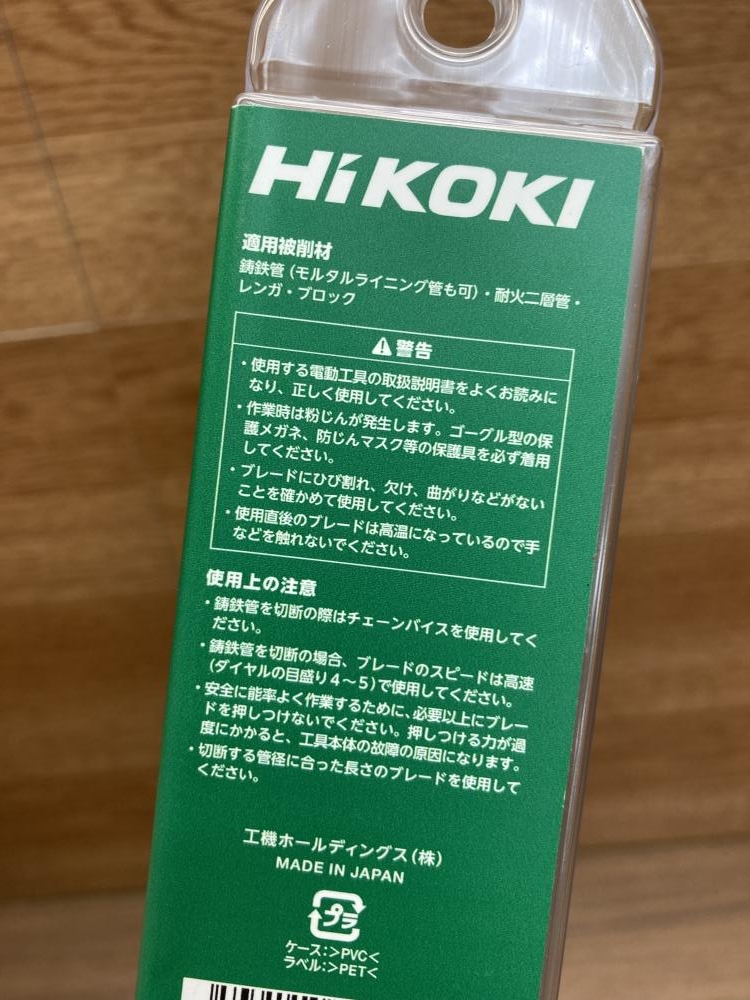 HiKOKI
適用被削材
鋳鉄管（モルタルライニング管も可）・耐火二層管・
レンガ・ブロック
⚠警告
・使用する電動工具の取扱説明書をよくお読みに
なり、正しく使用してください。
・作業時は粉じんが発生します。ゴーグル型の保
護メガネ、防じんマスク等の保護具を必ず着用
してください。
・ブレードにひび割れ、欠け、曲がりなどがない
ことを確かめて使用してください。
・使用直後のブレードは高温になっているので手
などを触れないでください。
使用上の注意
・鋳鉄管を切断の際はチェーンバイスを使用してく
ださい。
・鋳鉄管を切断の場合、ブレードのスピードは高速
（ダイヤルの目盛り４～５）で使用してください。
・安全に能率よく作業するために、必要以上にブレー
ドを押しつけないでください。押しつける力が過
度にかかると、工具本体の故障の原因になります。
・切断する管径に合った長さのブレードを使用して
ください。
工機ホールディングス（株）
MADE IN JAPAN
プラ
ケース：>PVC<
ラベル：>PET<